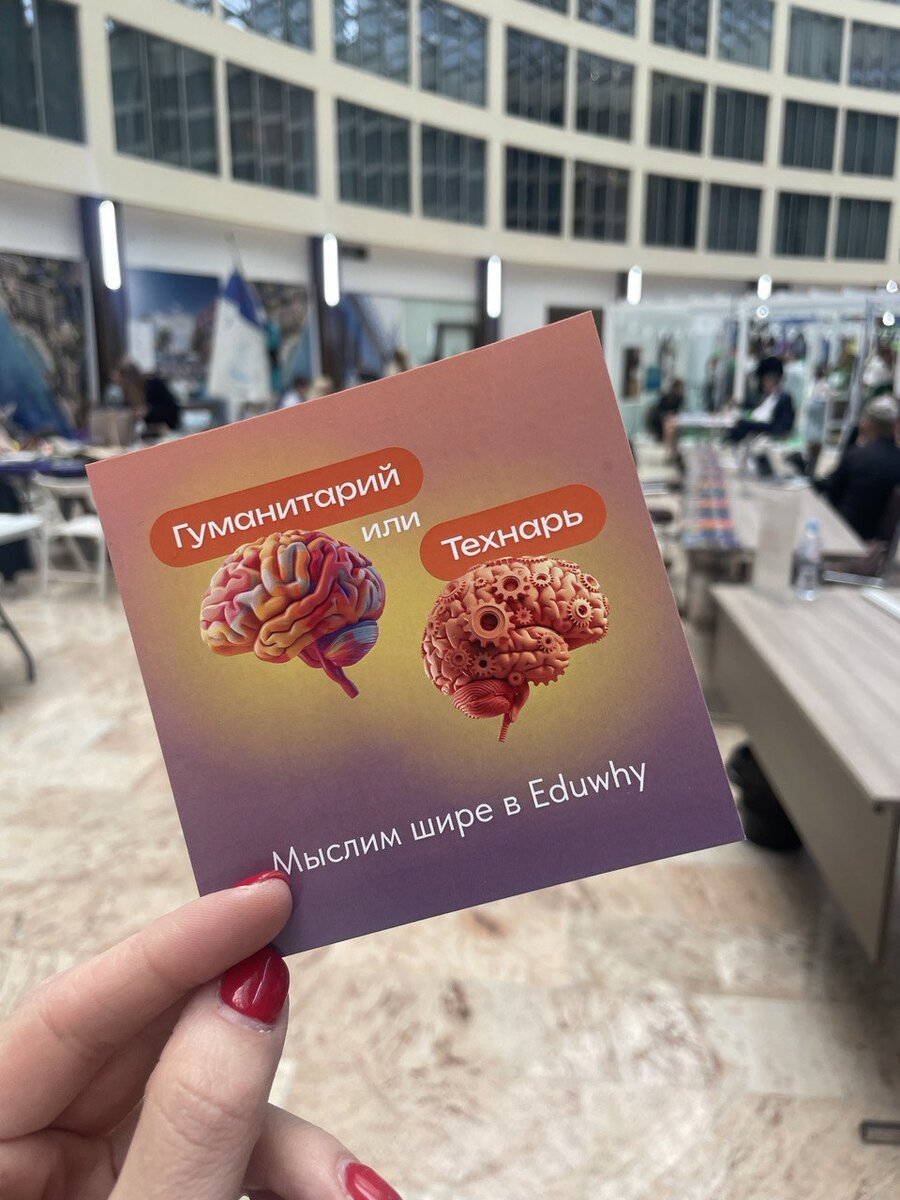 Гуманитарий
или
Технарь
Мыслим шире в Eduwhy